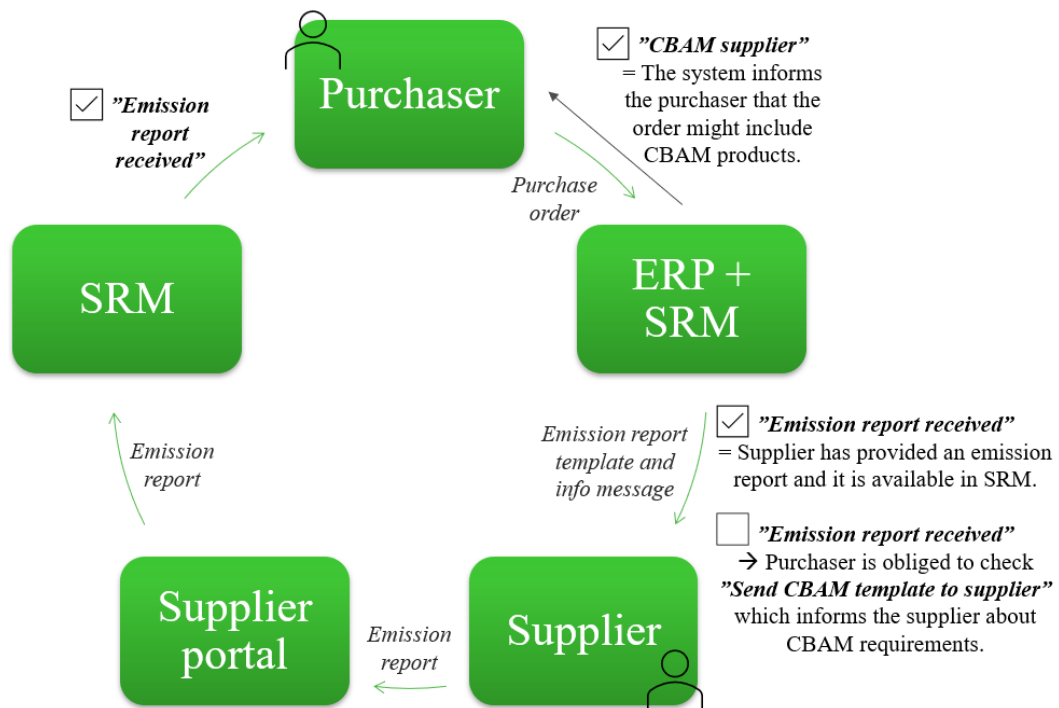 Purchaser
”CBAM supplier”
= The system informs
the purchaser that the
order might include
CBAM products.
”Emission
report
received”
Purchase
order
SRM
ERP +
SRM
Emission report
template and
info message
”Emission report received”
= Supplier has provided an emission
report and it is available in SRM.
”Emission report received”
→ Purchaser is obliged to check
”Send CBAM template to supplier”
which informs the supplier about
CBAM requirements.
Emission
report
Supplier
portal
Emission
report
Supplier